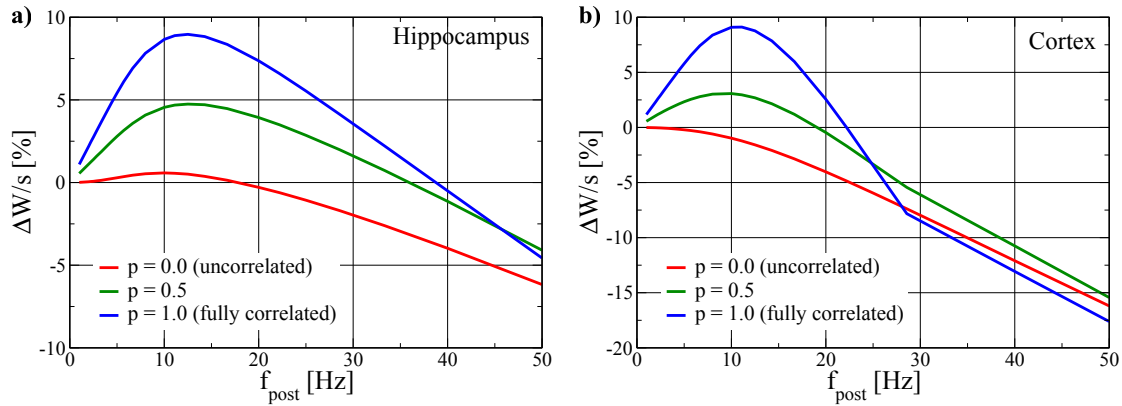 a)
Hippocampus
ΔW/s [%]
10
5
0
-5
-10
p = 0.0 (uncorrelated)
p = 0.5
p = 1.0 (fully correlated)
0 10 20 30 40 50
f_post [Hz]
b)
Cortex
ΔW/s [%]
10
5
0
-5
-10
-15
-20
p = 0.0 (uncorrelated)
p = 0.5
p = 1.0 (fully correlated)
0 10 20 30 40 50
f_post [Hz]